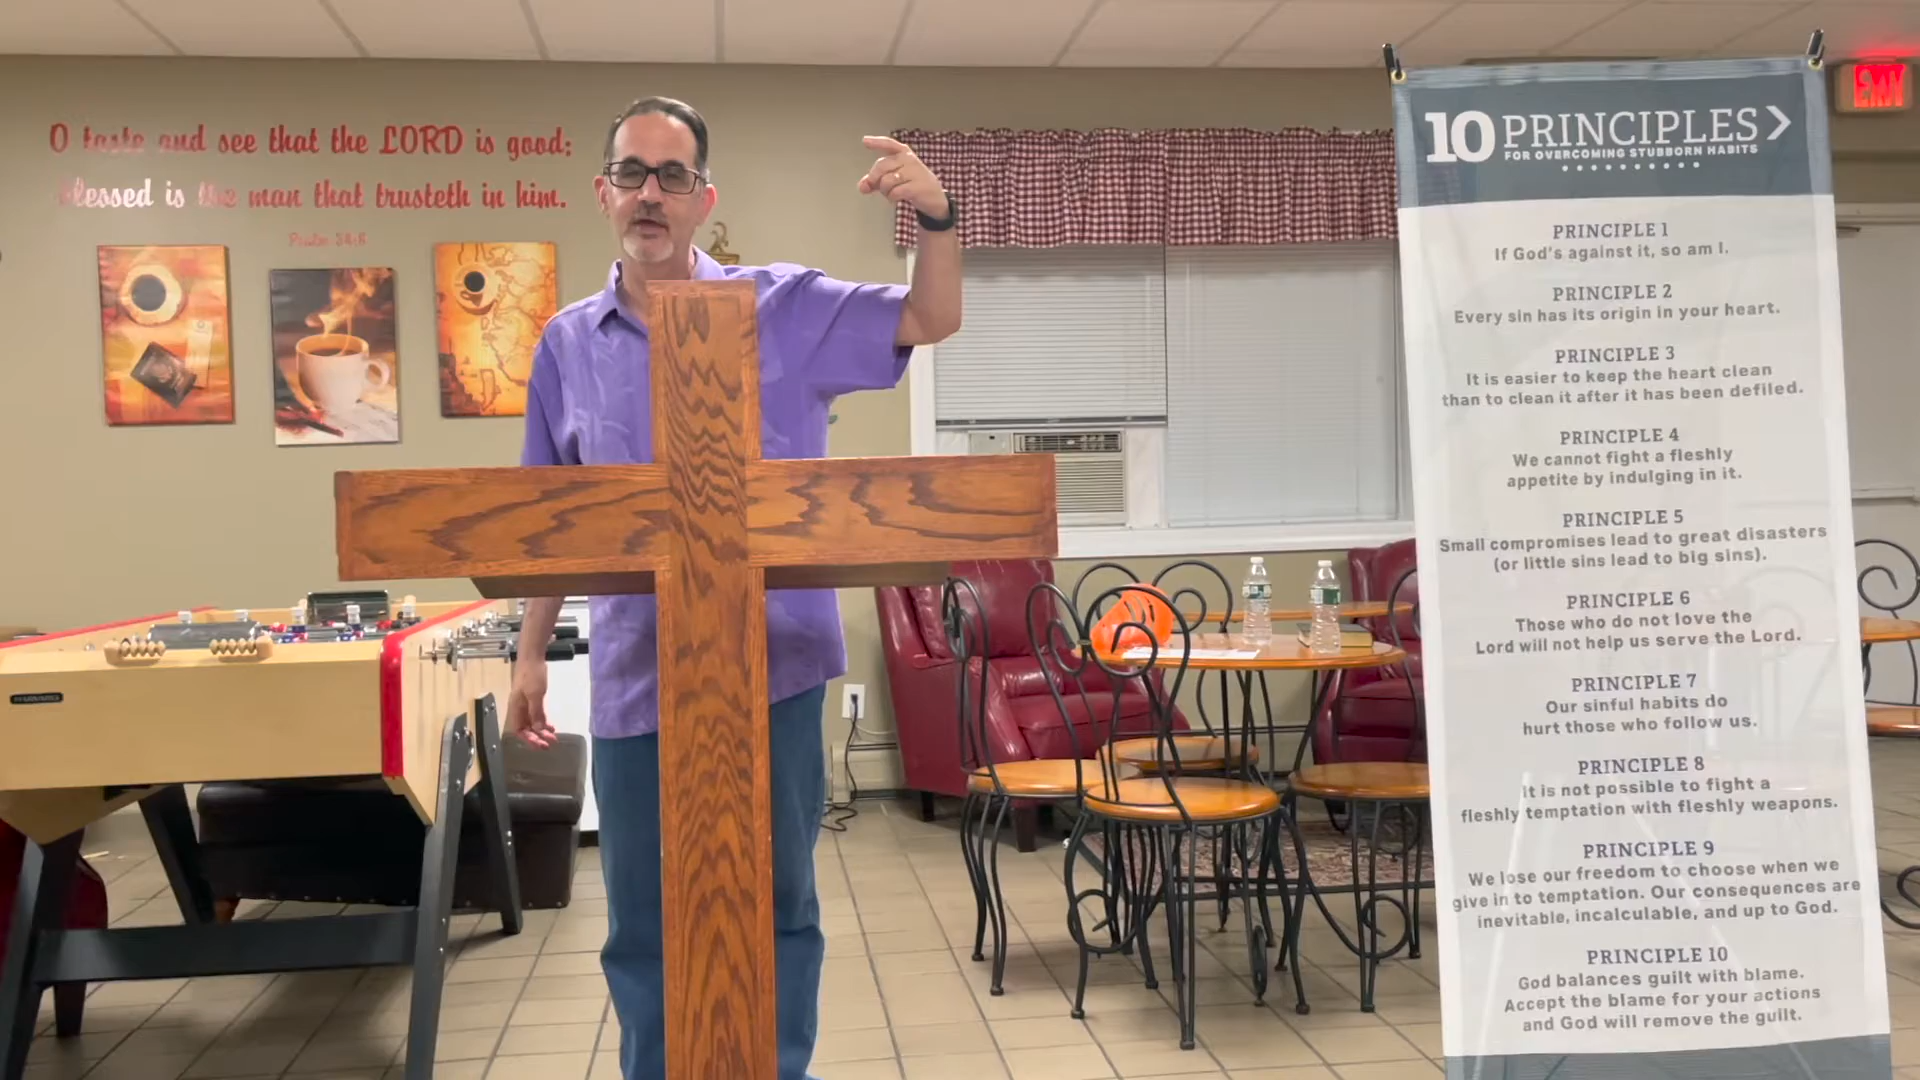 O taste and see that the LORD is good:
blessed is the man that trusteth in him.
Psalm 34:8
10 PRINCIPLES
FOR OVERCOMING STUBBORN HABITS
PRINCIPLE 1
If God's against it, so am I.
PRINCIPLE 2
Every sin has its origin in your heart.
PRINCIPLE 3
It is easier to keep the heart clean
than to clean it after it has been defiled.
PRINCIPLE 4
We cannot fight a fleshly
appetite by indulging in it.
PRINCIPLE 5
Small compromises lead to great disasters
(or little sins lead to big sins).
PRINCIPLE 6
Those who do not love the
Lord will not help us serve the Lord.
PRINCIPLE 7
Our sinful habits do
hurt those who follow us.
PRINCIPLE 8
It is not possible to fight a
fleshly temptation with fleshly weapons.
PRINCIPLE 9
We lose our freedom to choose when we
give in to temptation. Our consequences are
inevitable, incalculable, and up to God.
PRINCIPLE 10
God balances guilt with blame.
Accept the blame for your actions
and God will remove the guilt.